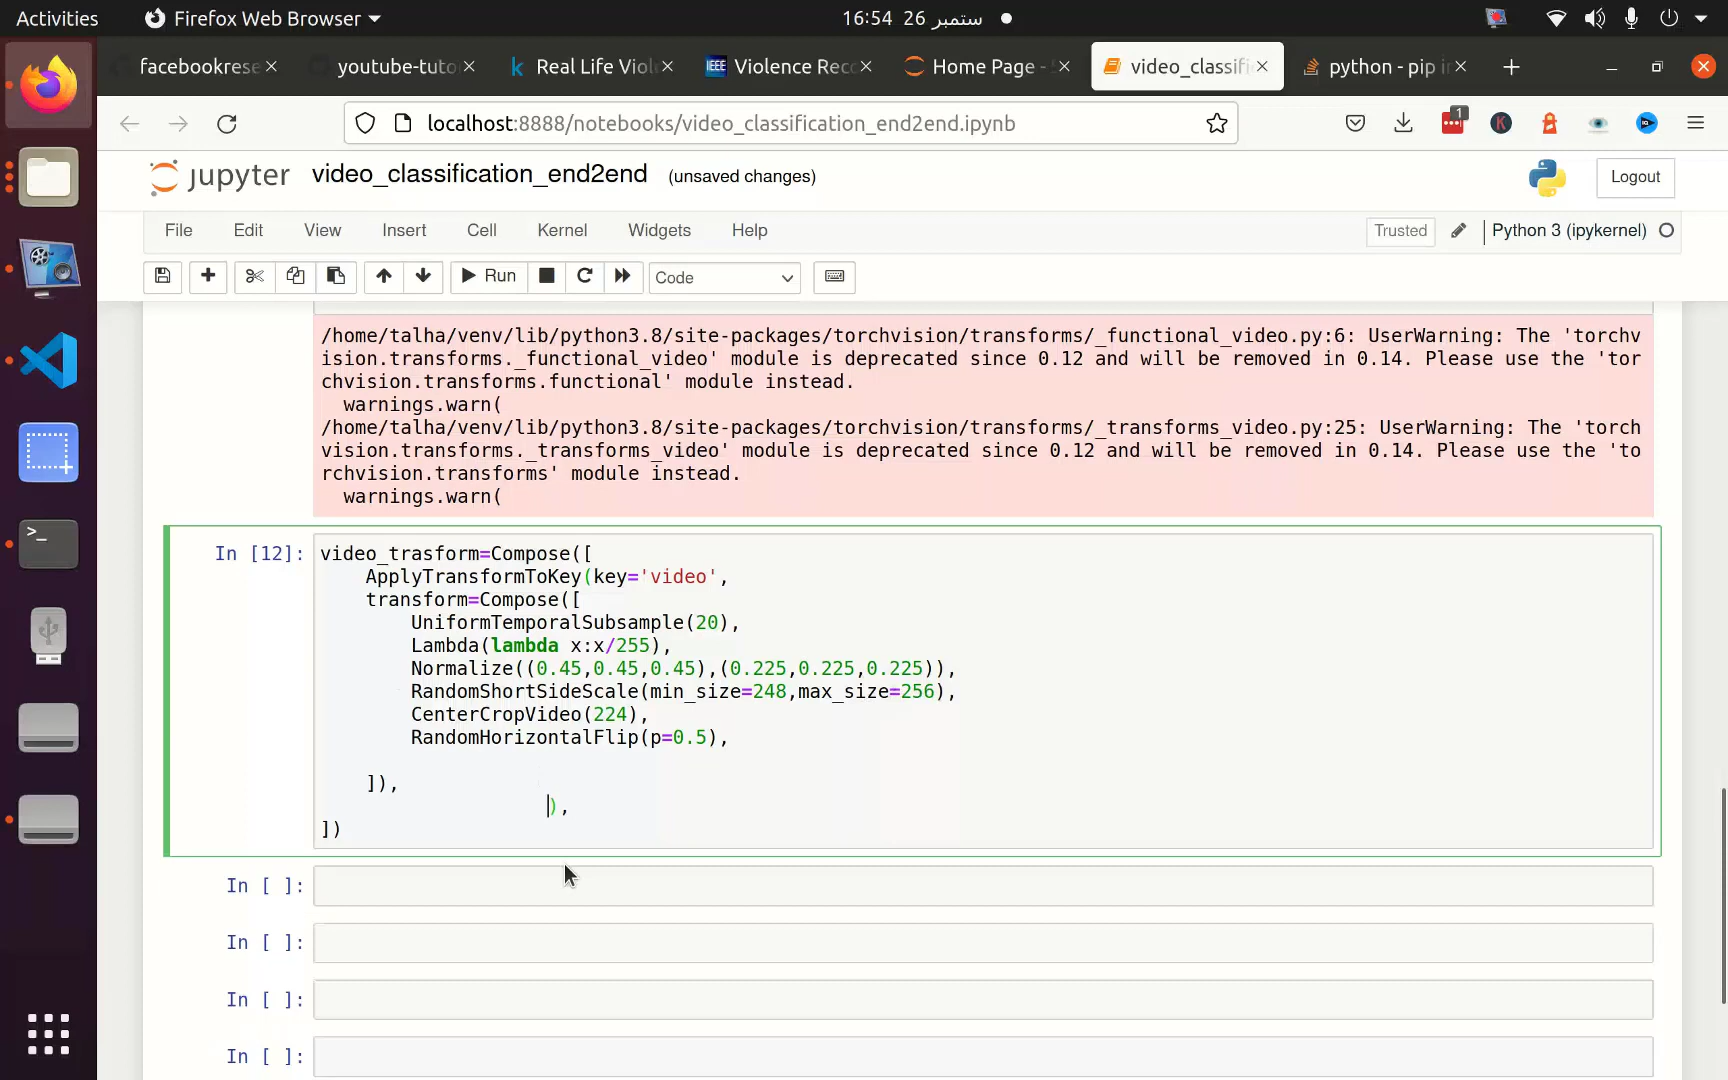 Activities
Firefox Web Browser
16:54 26 ستمبر
facebookrese
youtube-tuto
Real Life Viol
IEEE Violence Rec
Home Page -
video_classifi
python - pip i
localhost:8888/notebooks/video_classification_end2end.ipynb
1
jupyter video_classification_end2end (unsaved changes)
Logout
File Edit View Insert Cell Kernel Widgets Help
Trusted
Python 3 (ipykernel)
Run
Code
/home/talha/venv/lib/python3.8/site-packages/torchvision/transforms/_functional_video.py:6: UserWarning: The 'torchv
ision.transforms._functional_video' module is deprecated since 0.12 and will be removed in 0.14. Please use the 'tor
chvision.transforms.functional' module instead.
warnings.warn(
/home/talha/venv/lib/python3.8/site-packages/torchvision/transforms/_transforms_video.py:25: UserWarning: The 'torch
vision.transforms._transforms_video' module is deprecated since 0.12 and will be removed in 0.14. Please use the 'to
rchvision.transforms' module instead.
warnings.warn(
In [12]:
video_trasform=Compose([
ApplyTransformToKey(key='video',
transform=Compose([
UniformTemporalSubsample(20),
Lambda(lambda x:x/255),
Normalize((0.45,0.45,0.45),(0.225,0.225,0.225)),
RandomShortSideScale(min_size=248,max_size=256),
CenterCropVideo(224),
RandomHorizontalFlip(p=0.5),
]),
),
])
In [ ]:
In [ ]:
In [ ]:
In [ ]: